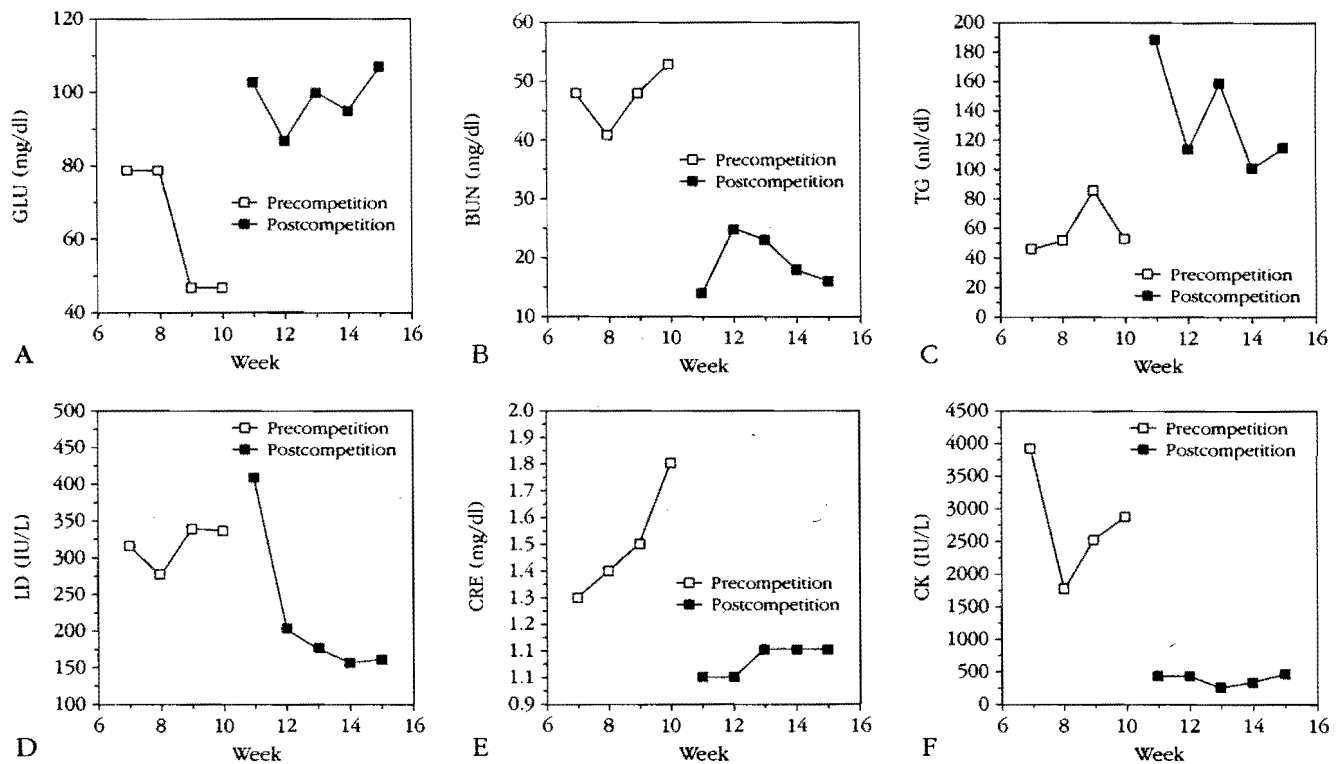 120
100
80
60
40
GLU (mg/dl)
Precompetition
Postcompetition
6 8 10 12 14 16
Week
A
60
50
40
30
20
10
BUN (mg/dl)
Precompetition
Postcompetition
6 8 10 12 14 16
Week
B
200
180
160
140
120
100
80
60
40
20
0
TG (ml/dl)
Precompetition
Postcompetition
6 8 10 12 14 16
Week
C
500
450
400
350
300
250
200
150
100
LD (IU/L)
Precompetition
Postcompetition
6 8 10 12 14 16
Week
D
2.0
1.9
1.8
1.6
1.6
1.5
1.4
1.3
1.2
1.1
1.1
0.9
CRE (mg/dl)
Precompetition
Postcompetition
6 8 10 12 14 16
Week
E
4500
4000
3500
3000
2500
2000
1500
1000
500
0
CK (IU/L)
Precompetition
Postcompetition
6 8 10 12 14 16
Week
F